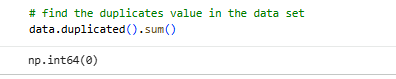 # find the duplicates value in the data set
data.duplicated().sum()
np.int64(0)